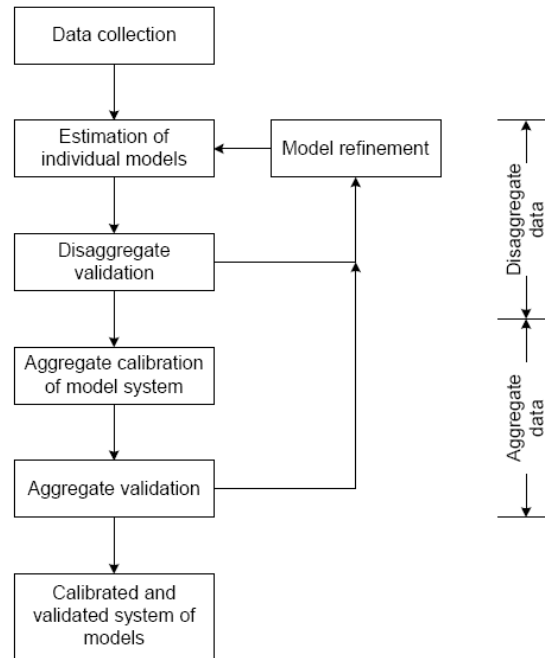 Data collection
Estimation of
individual models
Model refinement
Disaggregate
validation
Aggregate calibration
of model system
Aggregate validation
Calibrated and
validated system of
models
Disaggregate
data
Aggregate
data